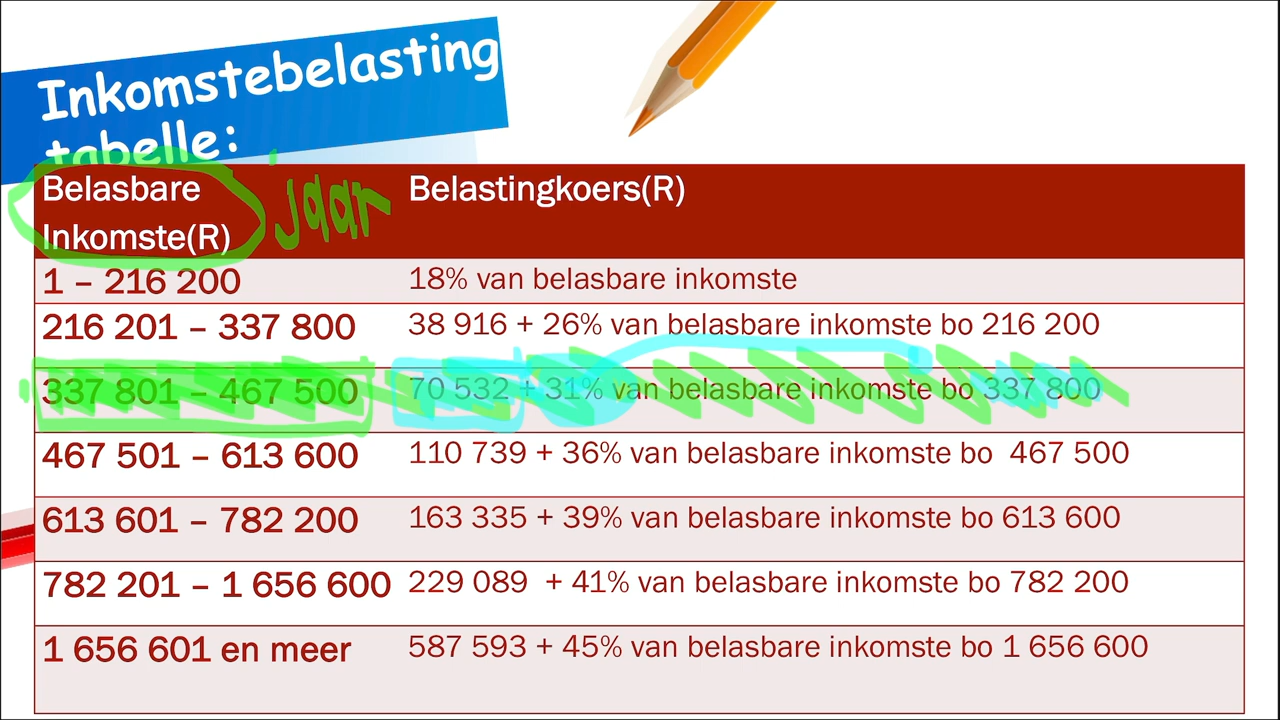 Inkomstebelasting
tabelle:
Belasbare
Inkomste(R)
jaar
Belastingkoers(R)
1 – 216 200
18% van belasbare inkomste
216 201 – 337 800
38 916 + 26% van belasbare inkomste bo 216 200
337 801 – 467 500
70 532 + 31% van belasbare inkomste bo 337 800
467 501 – 613 600
110 739 + 36% van belasbare inkomste bo 467 500
613 601 – 782 200
163 335 + 39% van belasbare inkomste bo 613 600
782 201 – 1 656 600
229 089 + 41% van belasbare inkomste bo 782 200
1 656 601 en meer
587 593 + 45% van belasbare inkomste bo 1 656 600